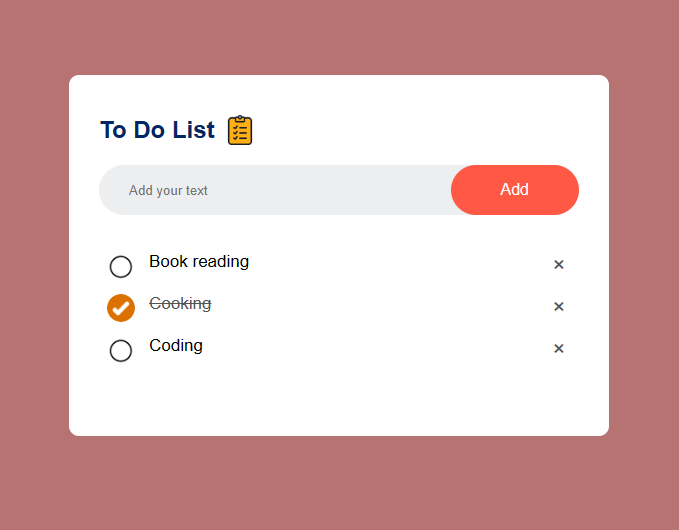 To Do List
Add your text
Add
Book reading
Cooking
Coding